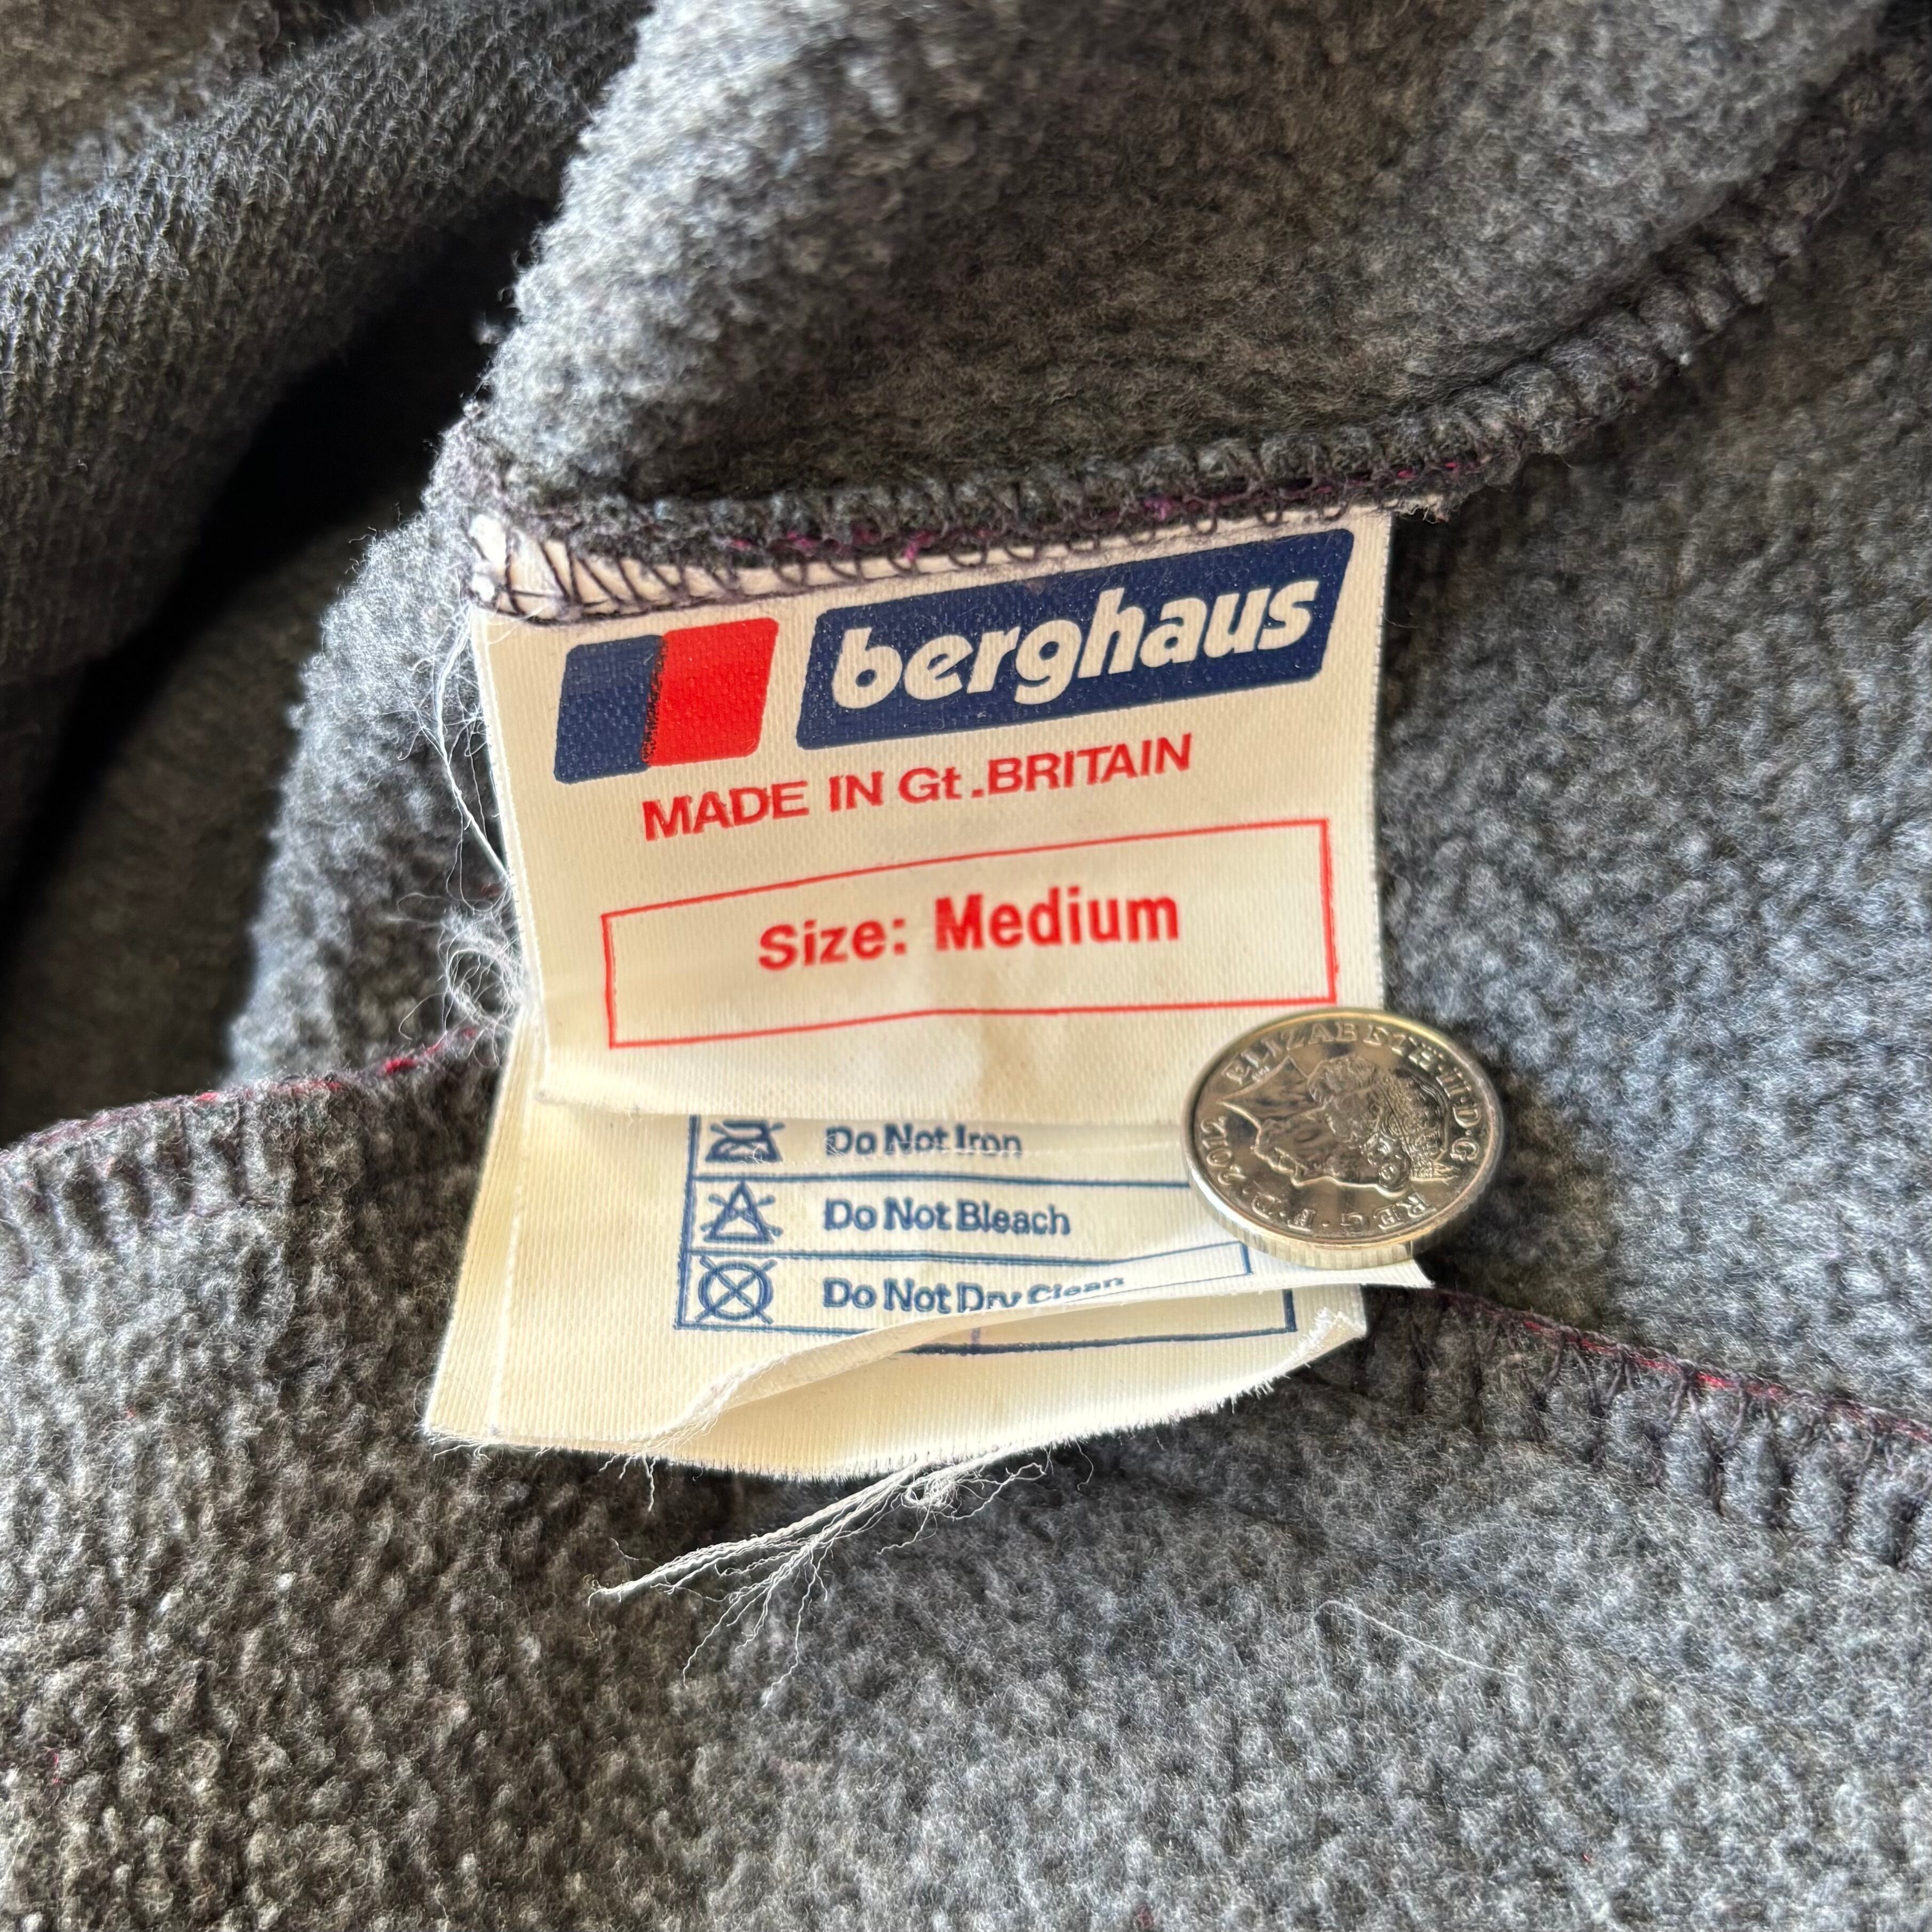 berghaus
MADE IN Gt.BRITAIN
Size: Medium
Do Not Iron
Do Not Bleach
Do Not Dry Clean
ELIZABETH·II·D·G
REG·F·D·2012